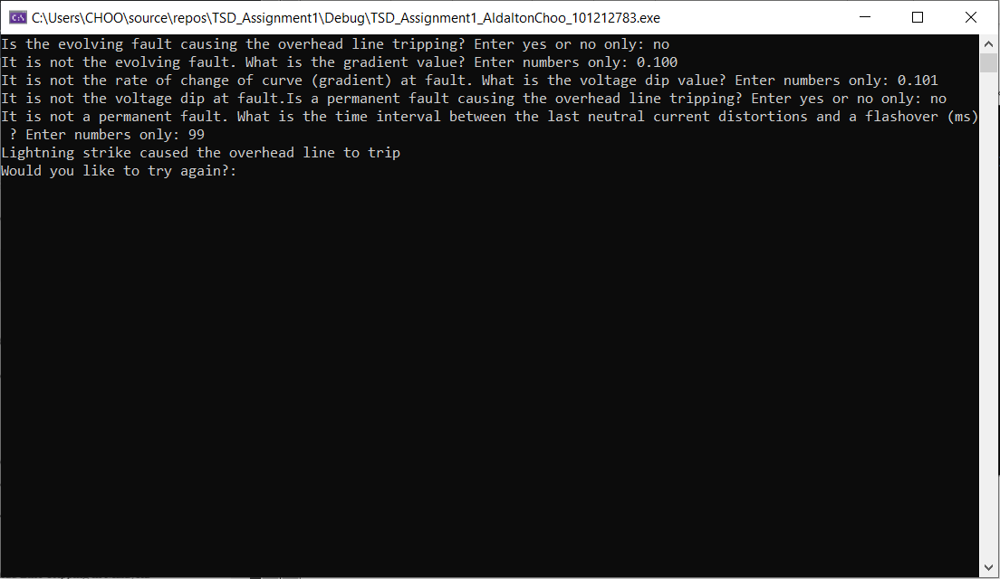 C:\Users\CHOO\source\repos\TSD_Assignment1\Debug\TSD_Assignment1_AldaltonChoo_101212783.exe
Is the evolving fault causing the overhead line tripping? Enter yes or no only: no
It is not the evolving fault. What is the gradient value? Enter numbers only: 0.100
It is not the rate of change of curve (gradient) at fault. What is the voltage dip value? Enter numbers only: 0.101
It is not the voltage dip at fault.Is a permanent fault causing the overhead line tripping? Enter yes or no only: no
It is not a permanent fault. What is the time interval between the last neutral current distortions and a flashover (ms)
? Enter numbers only: 99
Lightning strike caused the overhead line to trip
Would you like to try again?: